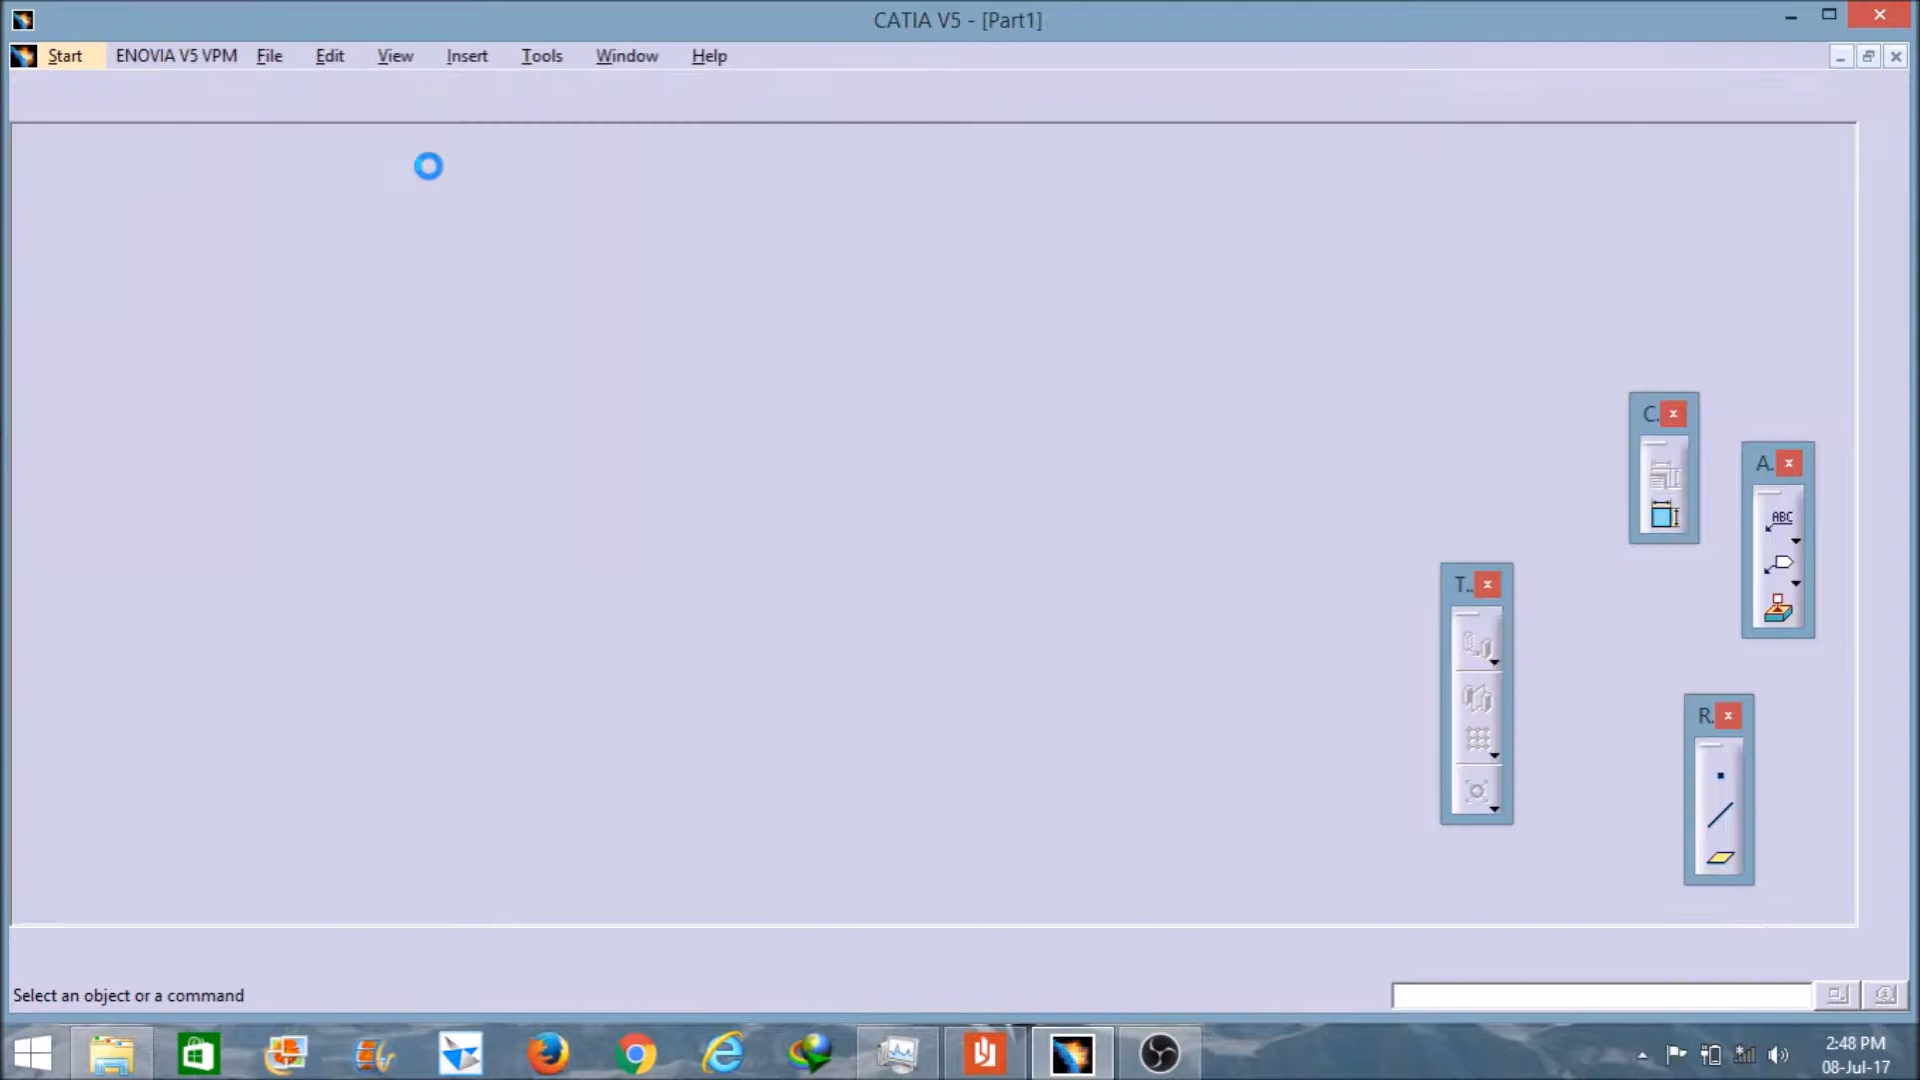 CATIA V5 - [Part1]
Start ENOVIA V5 VPM File Edit View Insert Tools Window Help
C.
A.
ABC
T..
R.
Select an object or a command
2:48 PM
08-Jul-17